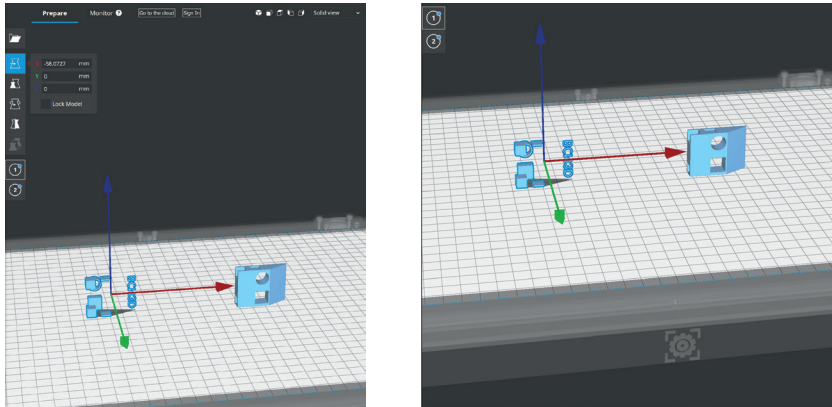 Prepare Monitor ? Go to the cloud Sign In Solid view
X -58.0727 mm
Y 0 mm
0 mm
Lock Model
1
2
1
2